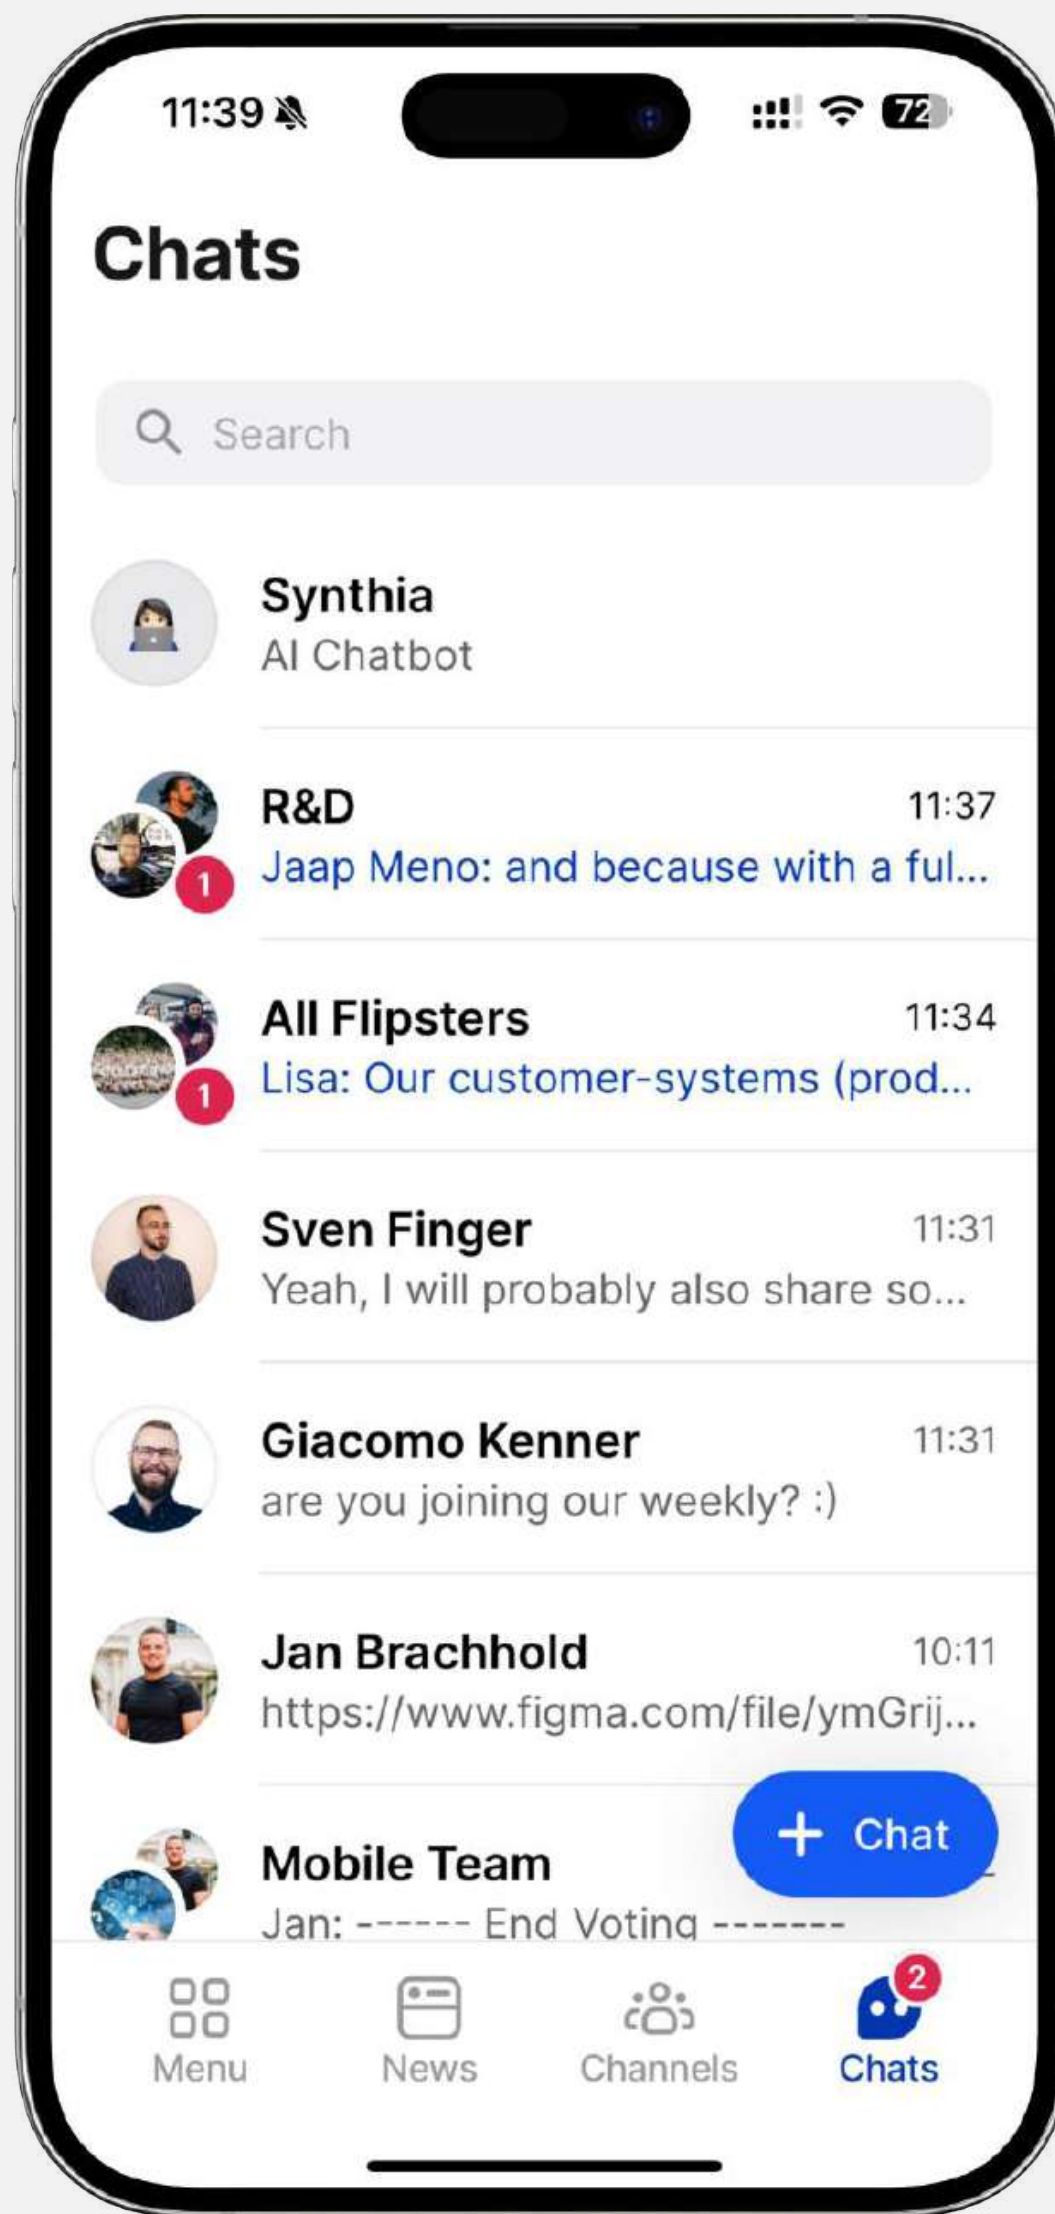 11:39
72
Chats
Search
Synthia
AI Chatbot
R&D 11:37
Jaap Meno: and because with a ful...
1
All Flipsters 11:34
Lisa: Our customer-systems (prod...
1
Sven Finger 11:31
Yeah, I will probably also share so...
Giacomo Kenner 11:31
are you joining our weekly? :)
Jan Brachhold 10:11
https://www.figma.com/file/ymGrij...
+ Chat
Mobile Team
Jan: ------ End Voting -------
2
Menu News Channels Chats